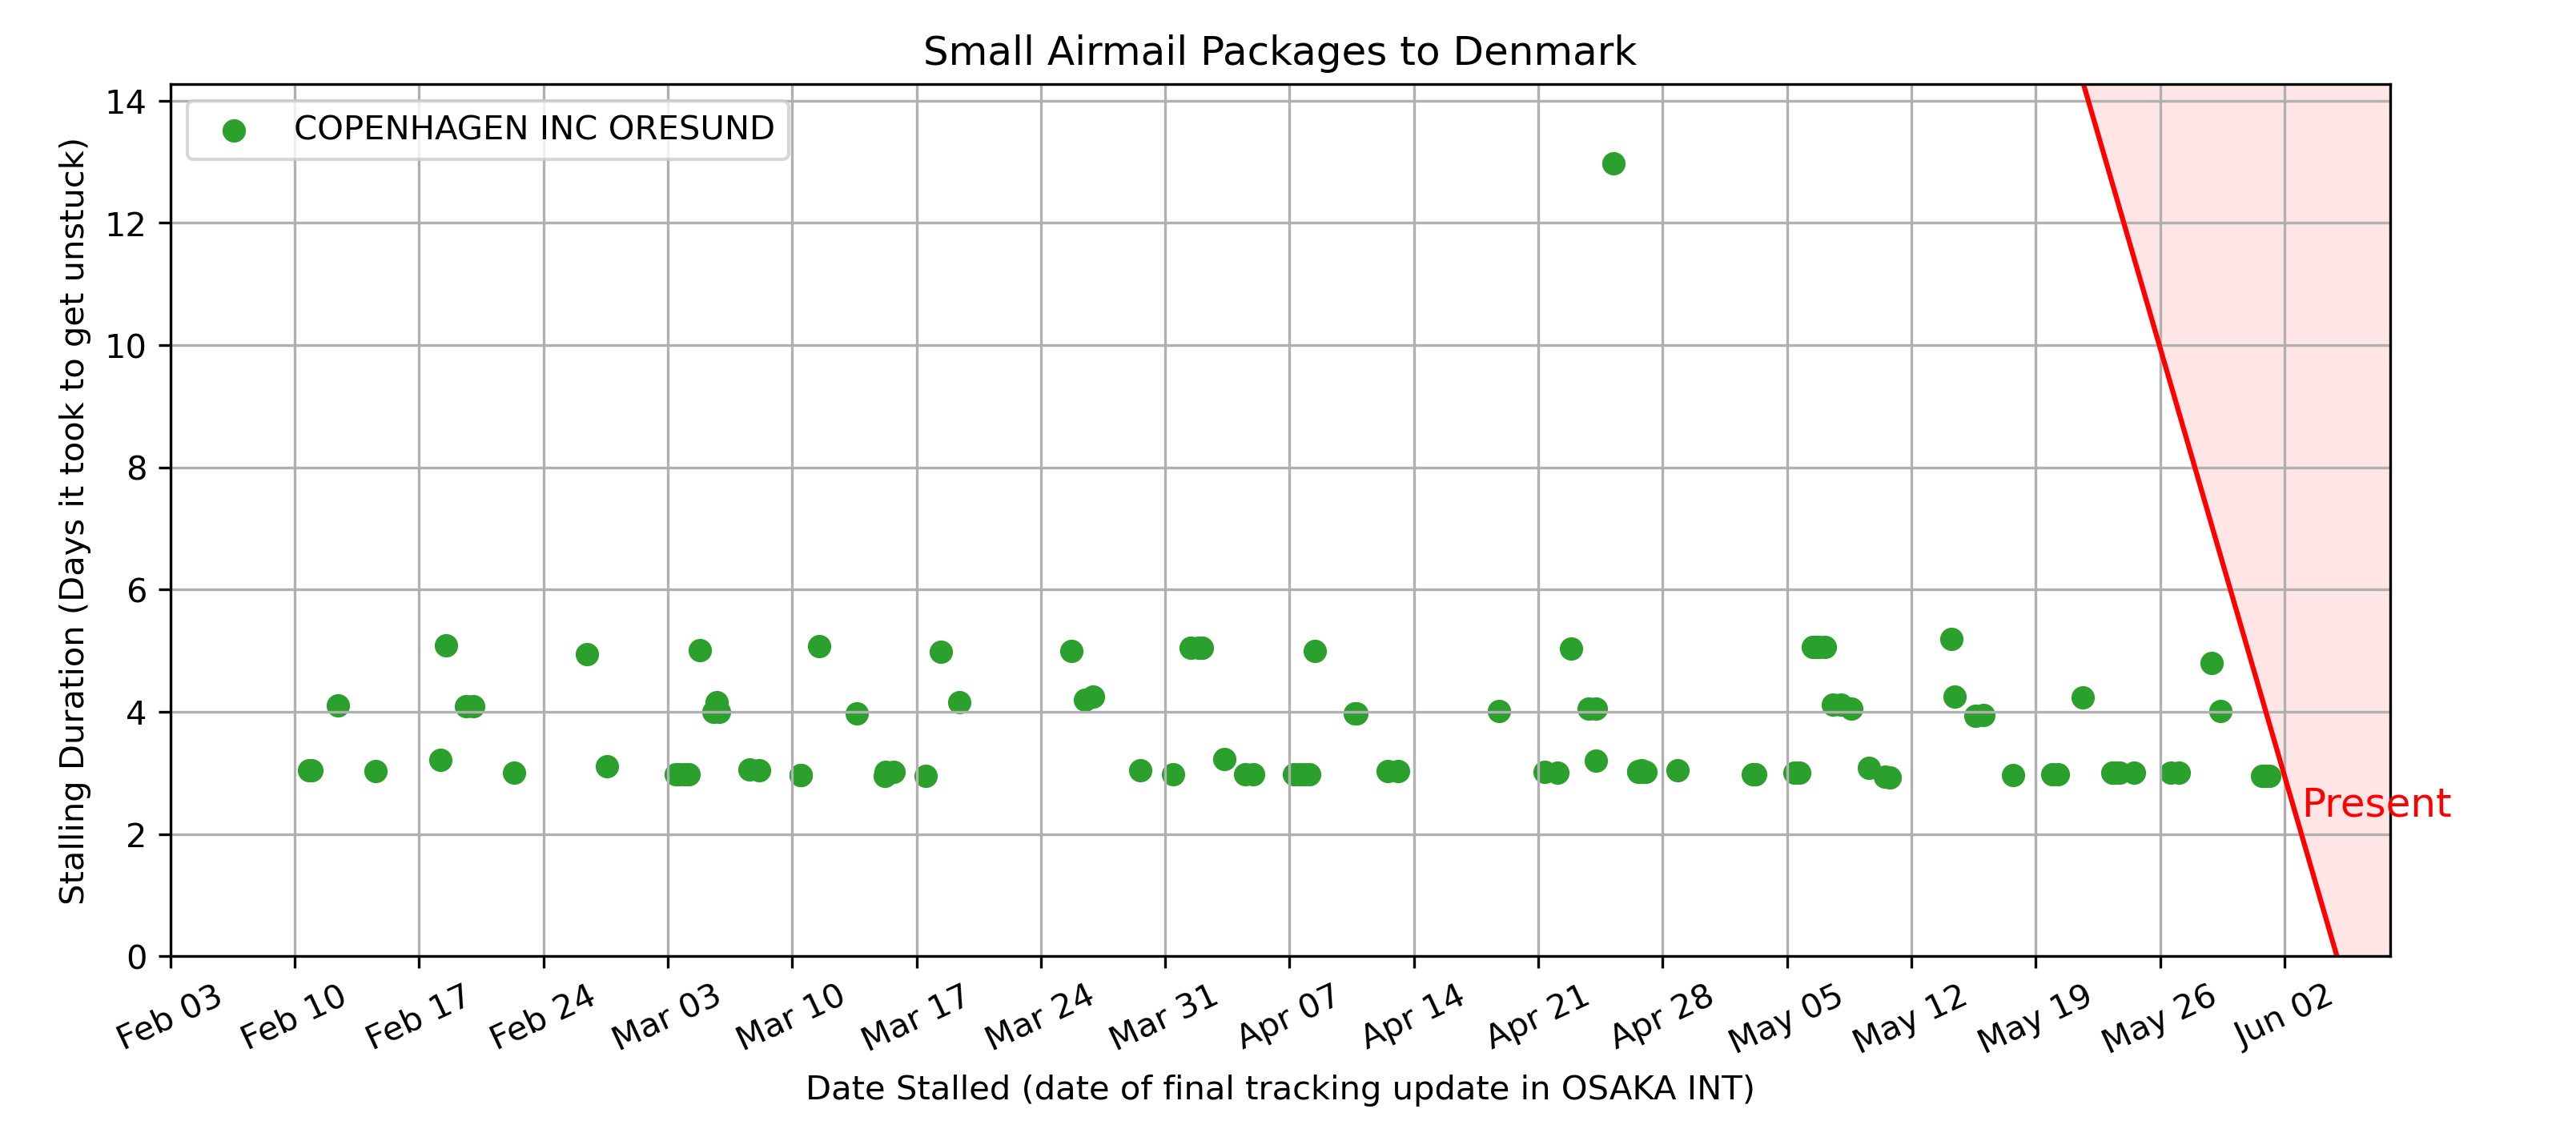 Small Airmail Packages to Denmark
COPENHAGEN INC ORESUND
Stalling Duration (Days it took to get unstuck)
14
12
10
8
6
4
2
0
Present
Feb 03
Feb 10
Feb 17
Feb 24
Mar 03
Mar 10
Mar 17
Mar 24
Mar 31
Apr 07
Apr 14
Apr 21
Apr 28
May 05
May 12
May 19
May 26
Jun 02
Date Stalled (date of final tracking update in OSAKA INT)